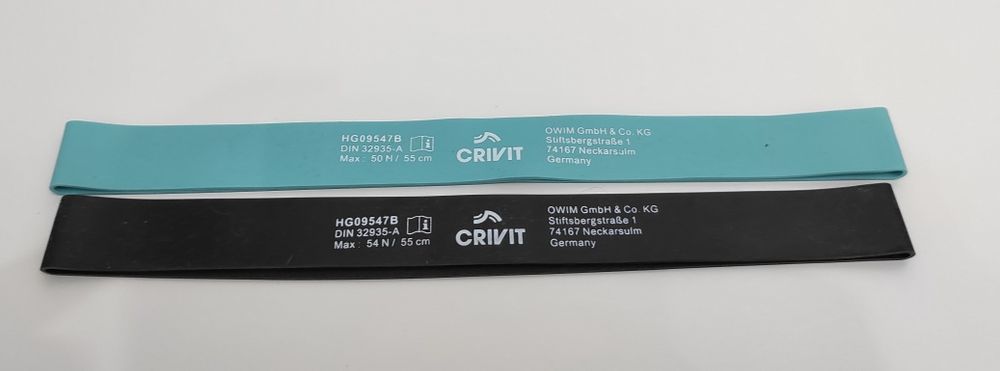 HG09547B
DIN 32935-A
Max : 50 N / 55 cm
CRIVIT
OWIM GmbH & Co. KG
Stiftsbergstraße 1
74167 Neckarsulm
Germany
HG09547B
DIN 32935-A
Max : 54 N / 55 cm
CRIVIT
OWIM GmbH & Co. KG
Stiftsbergstraße 1
74167 Neckarsulm
Germany